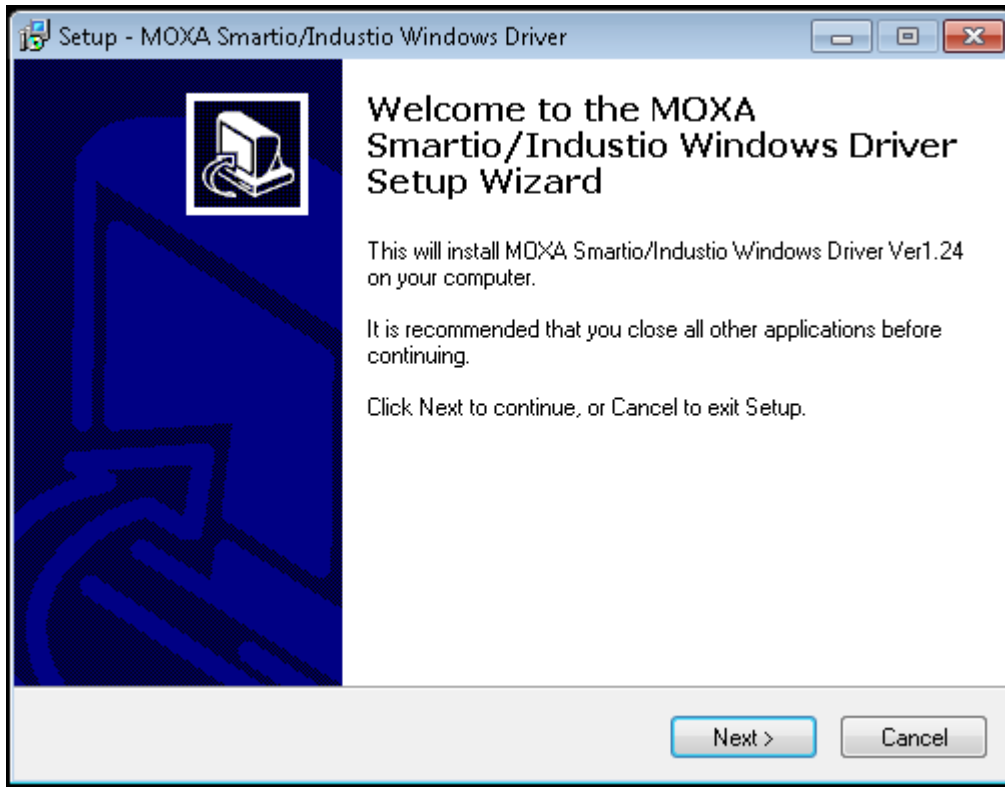 Setup - MOXA Smartio/Industio Windows Driver
Welcome to the MOXA
Smartio/Industio Windows Driver
Setup Wizard
This will install MOXA Smartio/Industio Windows Driver Ver1.24
on your computer.
It is recommended that you close all other applications before
continuing.
Click Next to continue, or Cancel to exit Setup.
Next >
Cancel